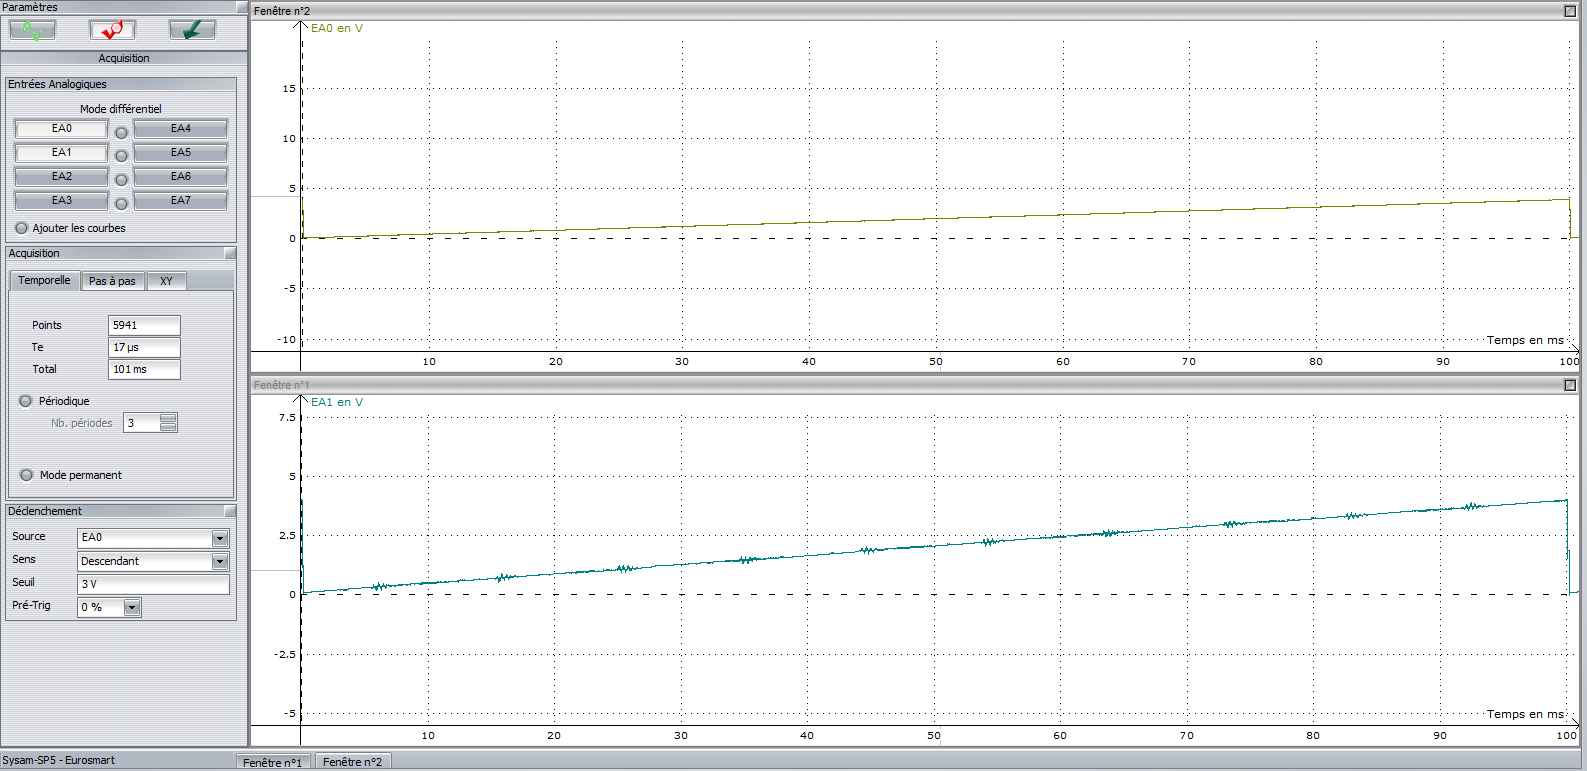 Paramètres
Acquisition
Entrées Analogiques
Mode différentiel
EA0 EA4
EA1 EA5
EA2 EA6
EA3 EA7
Ajouter les courbes
Acquisition
Temporelle Pas à pas XY
Points 5941
Te 17 µs
Total 101 ms
Périodique
Nb. périodes 3
Mode permanent
Déclenchement
Source EA0
Sens Descendant
Seuil 3 V
Pré-Trig 0 %
Fenêtre n°2
EA0 en V
15
10
5
0
-5
-10
Temps en ms
10 20 30 40 50 60 70 80 90 100
Fenêtre n°1
EA1 en V
7.5
5
2.5
0
-2.5
-5
Temps en ms
10 20 30 40 50 60 70 80 90 100
Sysam-SP5 - Eurosmart Fenêtre n°1 Fenêtre n°2